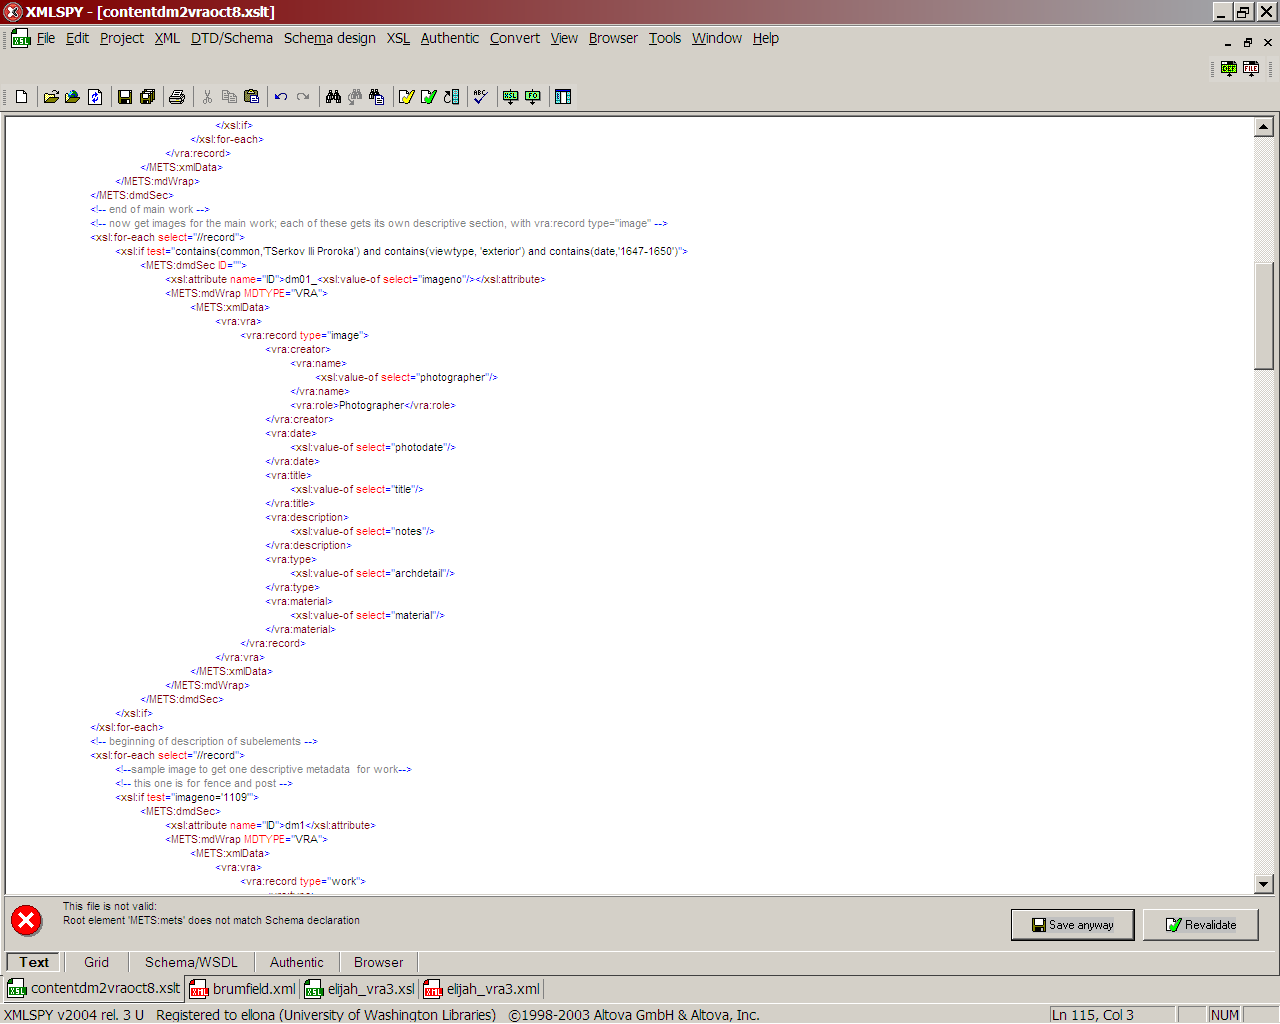 XMLSPY - [contentdm2vraoct8.xslt]
File Edit Project XML DTD/Schema Schema design XSL Authentic Convert View Browser Tools Window Help
</xsl:if>
</xsl:for-each>
</vra:record>
</METS:xmlData>
</METS:mdWrap>
</METS:dmdSec>
<!-- end of main work -->
<!-- now get images for the main work; each of these gets its own descriptive section, with vra:record type="image" -->
<xsl:for-each select="//record">
<xsl:if test="contains(common,'TSerkov Ili Proroka') and contains(viewtype, 'exterior') and contains(date,'1647-1650')">
<METS:dmdSec ID="">
<xsl:attribute name="ID">dm01_<xsl:value-of select="imageno"/></xsl:attribute>
<METS:mdWrap MDTYPE="VRA">
<METS:xmlData>
<vra:vra>
<vra:record type="image">
<vra:creator>
<vra:name>
<xsl:value-of select="photographer"/>
</vra:name>
<vra:role>Photographer</vra:role>
</vra:creator>
<vra:date>
<xsl:value-of select="photodate"/>
</vra:date>
<vra:title>
<xsl:value-of select="title"/>
</vra:title>
<vra:description>
<xsl:value-of select="notes"/>
</vra:description>
<vra:type>
<xsl:value-of select="archdetail"/>
</vra:type>
<vra:material>
<xsl:value-of select="material"/>
</vra:material>
</vra:record>
</vra:vra>
</METS:xmlData>
</METS:mdWrap>
</METS:dmdSec>
</xsl:if>
</xsl:for-each>
<!-- beginning of description of subelements -->
<xsl:for-each select="//record">
<!--sample image to get one descriptive metadata  for work-->
<!-- this one is for fence and post -->
<xsl:if test="imageno='1109'">
<METS:dmdSec>
<xsl:attribute name="ID">dm1</xsl:attribute>
<METS:mdWrap MDTYPE="VRA">
<METS:xmlData>
<vra:vra>
<vra:record type="work">
This file is not valid:
Root element 'METS:mets' does not match Schema declaration
Save anyway Revalidate
Text Grid Schema/WSDL Authentic Browser
contentdm2vraoct8.xslt brumfield.xml elijah_vra3.xsl elijah_vra3.xml
XMLSPY v2004 rel. 3 U Registered to ellona (University of Washington Libraries) ©1998-2003 Altova GmbH & Altova, Inc. Ln 115, Col 3 NUM